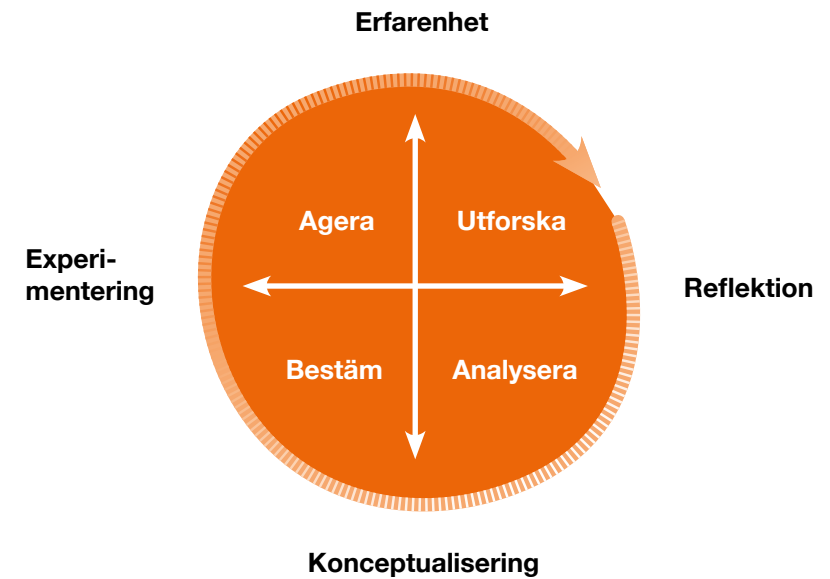 Erfarenhet
Agera
Utforska
Experi-
mentering
Reflektion
Bestäm
Analysera
Konceptualisering